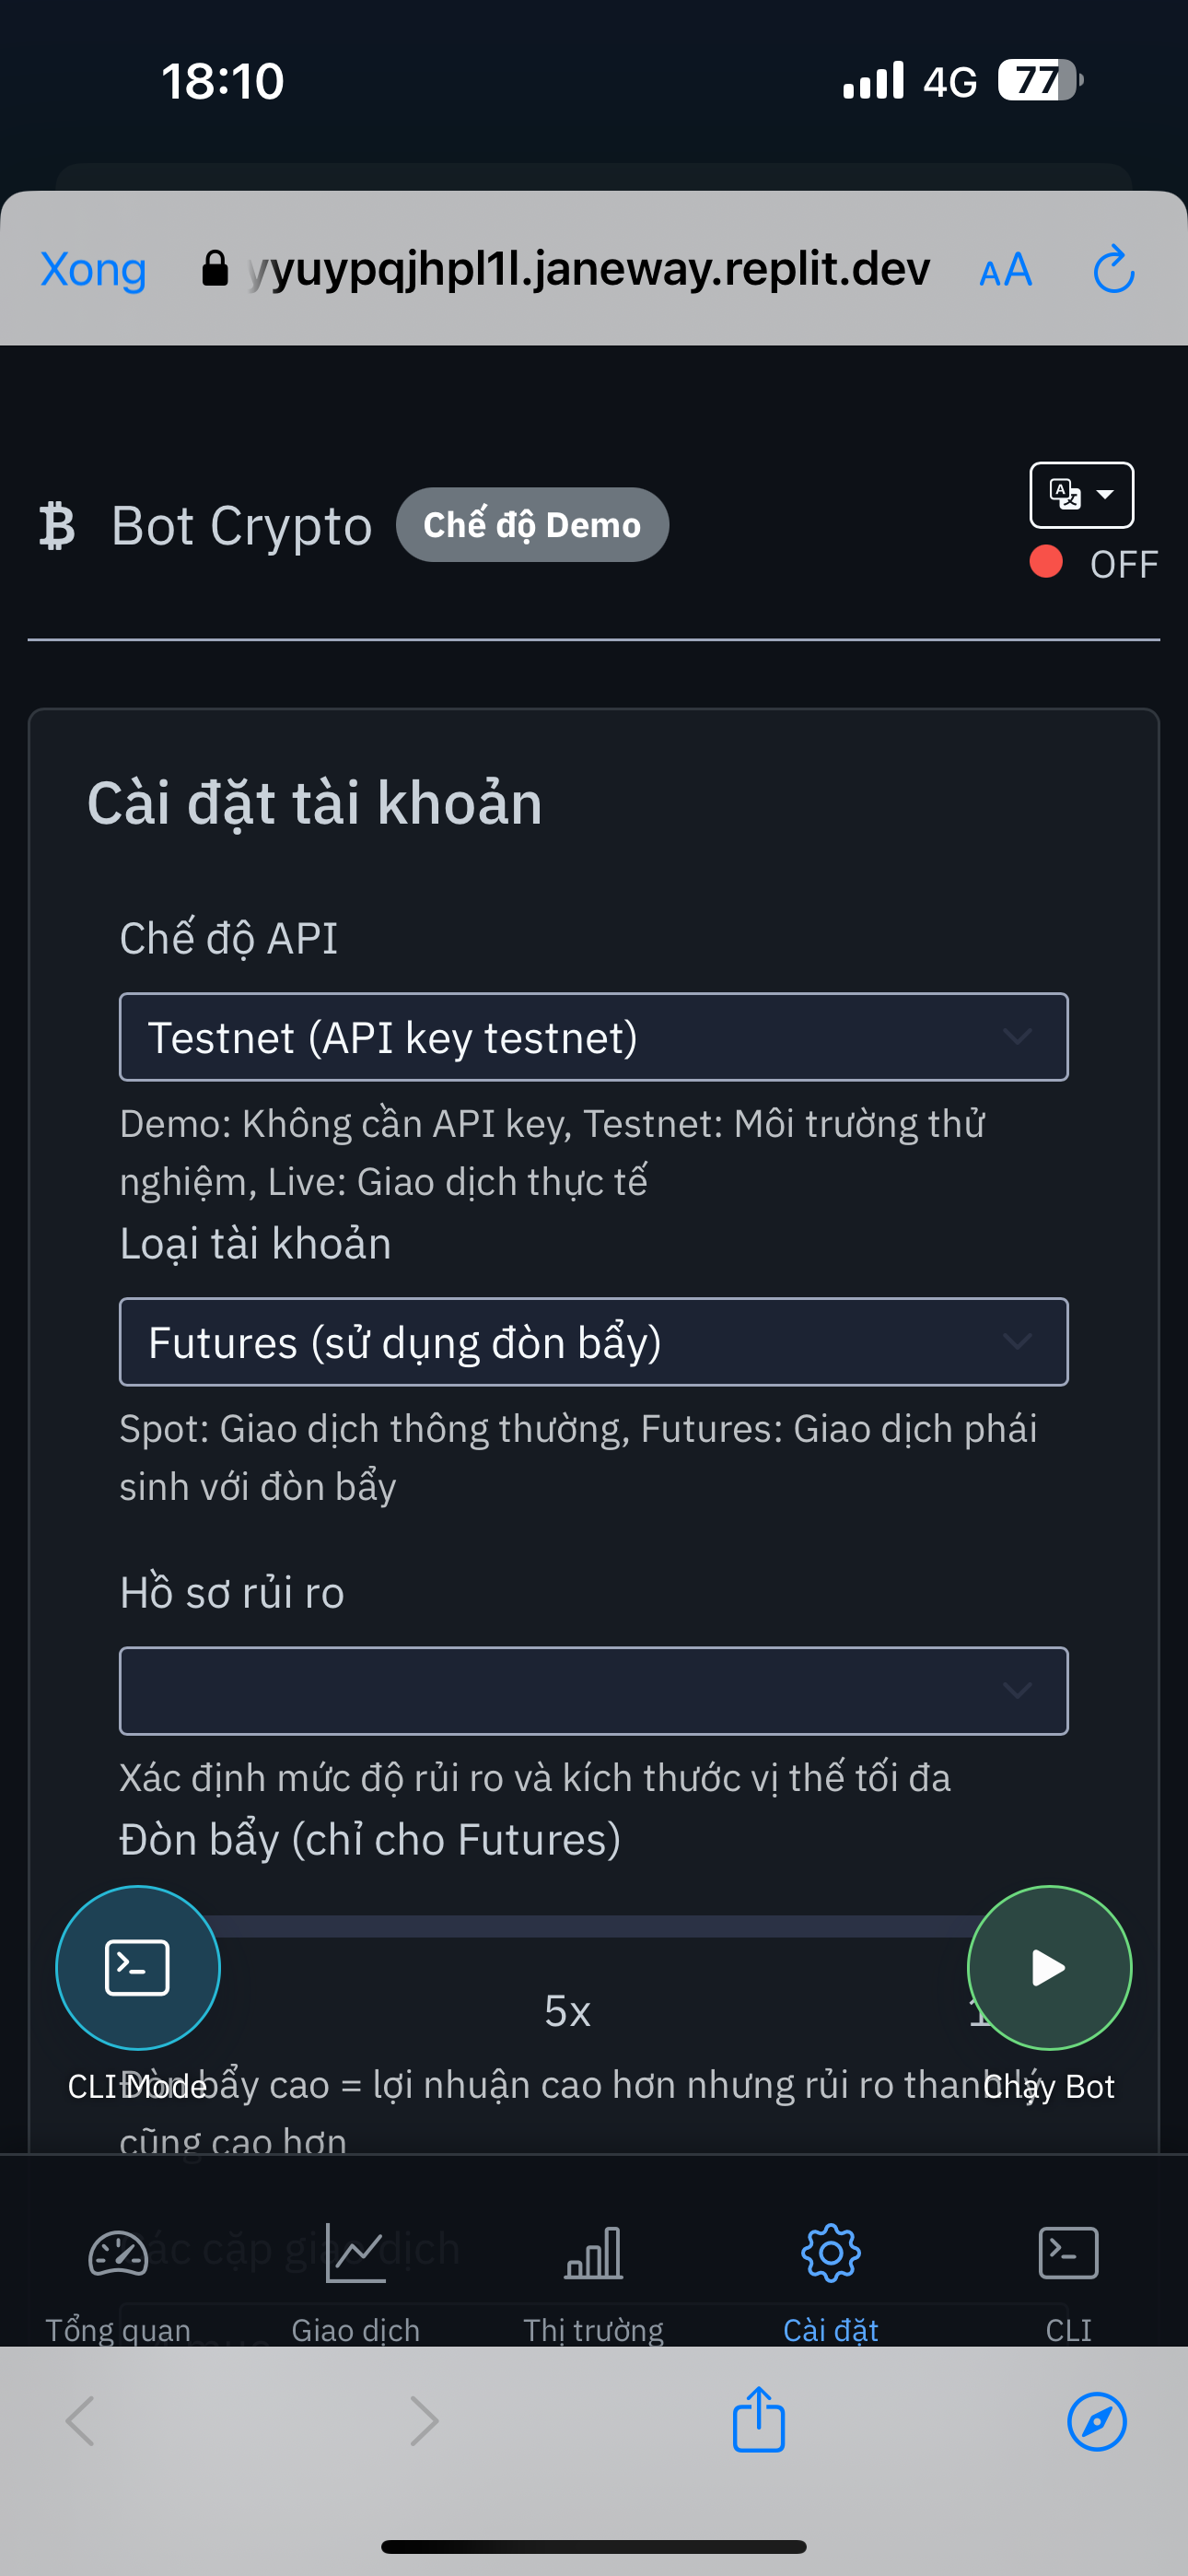 18:10
4G
77
Xong
yyuypqjhpl1l.janeway.replit.dev
AA
Bot Crypto
Chế độ Demo
OFF
Cài đặt tài khoản
Chế độ API
Testnet (API key testnet)
Demo: Không cần API key, Testnet: Môi trường thử
nghiệm, Live: Giao dịch thực tế
Loại tài khoản
Futures (sử dụng đòn bẩy)
Spot: Giao dịch thông thường, Futures: Giao dịch phái
sinh với đòn bẩy
Hồ sơ rủi ro
Xác định mức độ rủi ro và kích thước vị thế tối đa
Đòn bẩy (chỉ cho Futures)
5x
Đòn bẩy cao = lợi nhuận cao hơn nhưng rủi ro thanh lý
cũng cao hơn
CLI Mode
Chạy Bot
Các cặp giao dịch
Tổng quan
Giao dịch
Thị trường
Cài đặt
CLI